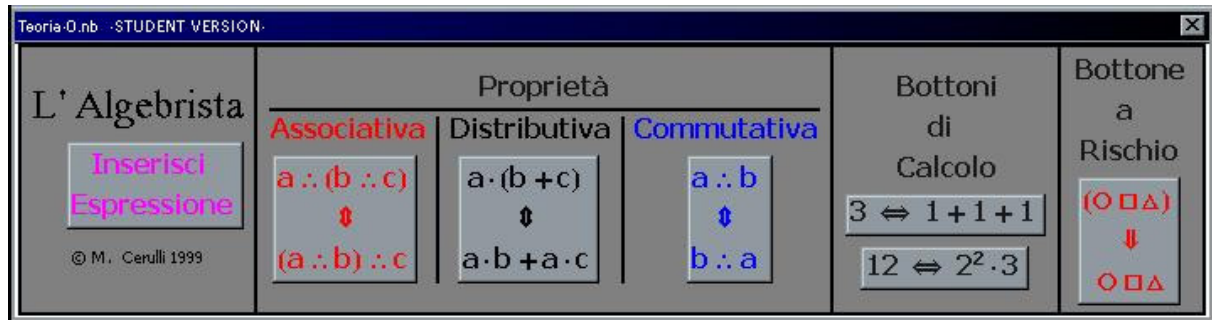 Teoria-0.nb -STUDENT VERSION-
L' Algebrista
Inserisci
Espressione
© M. Cerulli 1999
Proprietà
Associativa
a ∴ (b ∴ c)
⇕
(a ∴ b) ∴ c
Distributiva
a·(b +c)
⇕
a·b +a·c
Commutativa
a ∴ b
⇕
b ∴ a
Bottoni
di
Calcolo
3 ⇔ 1+1+1
12 ⇔ 2²·3
Bottone
a
Rischio
(○□△)
⇓
○□△